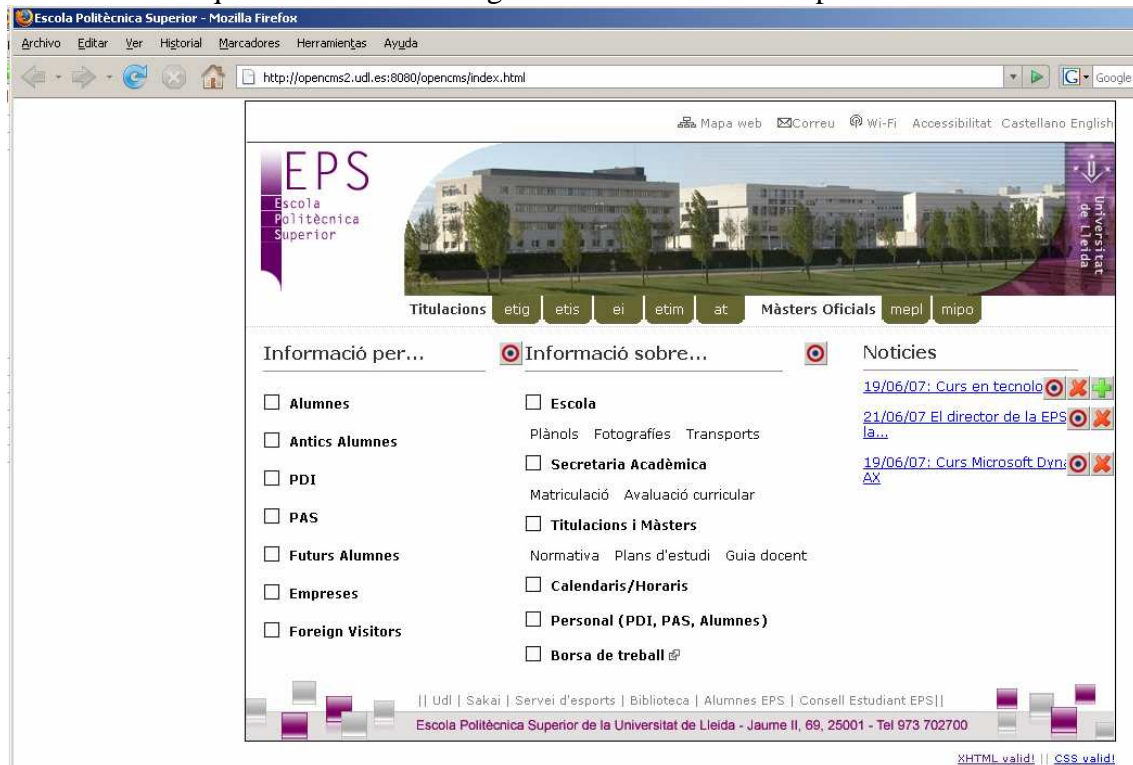 Escola Politècnica Superior - Mozilla Firefox
Archivo Editar Ver Historial Marcadores Herramientas Ayuda
http://opencms2.udl.es:8080/opencms/index.html
G Google
Mapa web Correu Wi-Fi Accessibilitat Castellano English
EPS
Escola
Politècnica
Superior
Universitat
de Lleida
Titulacions etig etis ei etim at Màsters Oficials mepl mipo
Informació per...
Alumnes
Antics Alumnes
PDI
PAS
Futurs Alumnes
Empreses
Foreign Visitors
Informació sobre...
Escola
Plànols Fotografíes Transports
Secretaria Acadèmica
Matriculació Avaluació curricular
Titulacions i Màsters
Normativa Plans d'estudi Guia docent
Calendaris/Horaris
Personal (PDI, PAS, Alumnes)
Borsa de treball
Noticies
19/06/07: Curs en tecnolo
21/06/07 El director de la EPS
la...
19/06/07: Curs Microsoft Dyna
AX
|| Udl | Sakai | Servei d'esports | Biblioteca | Alumnes EPS | Consell Estudiant EPS||
Escola Politècnica Superior de la Universitat de Lleida - Jaume II, 69, 25001 - Tel 973 702700
XHTML valid! || CSS valid!